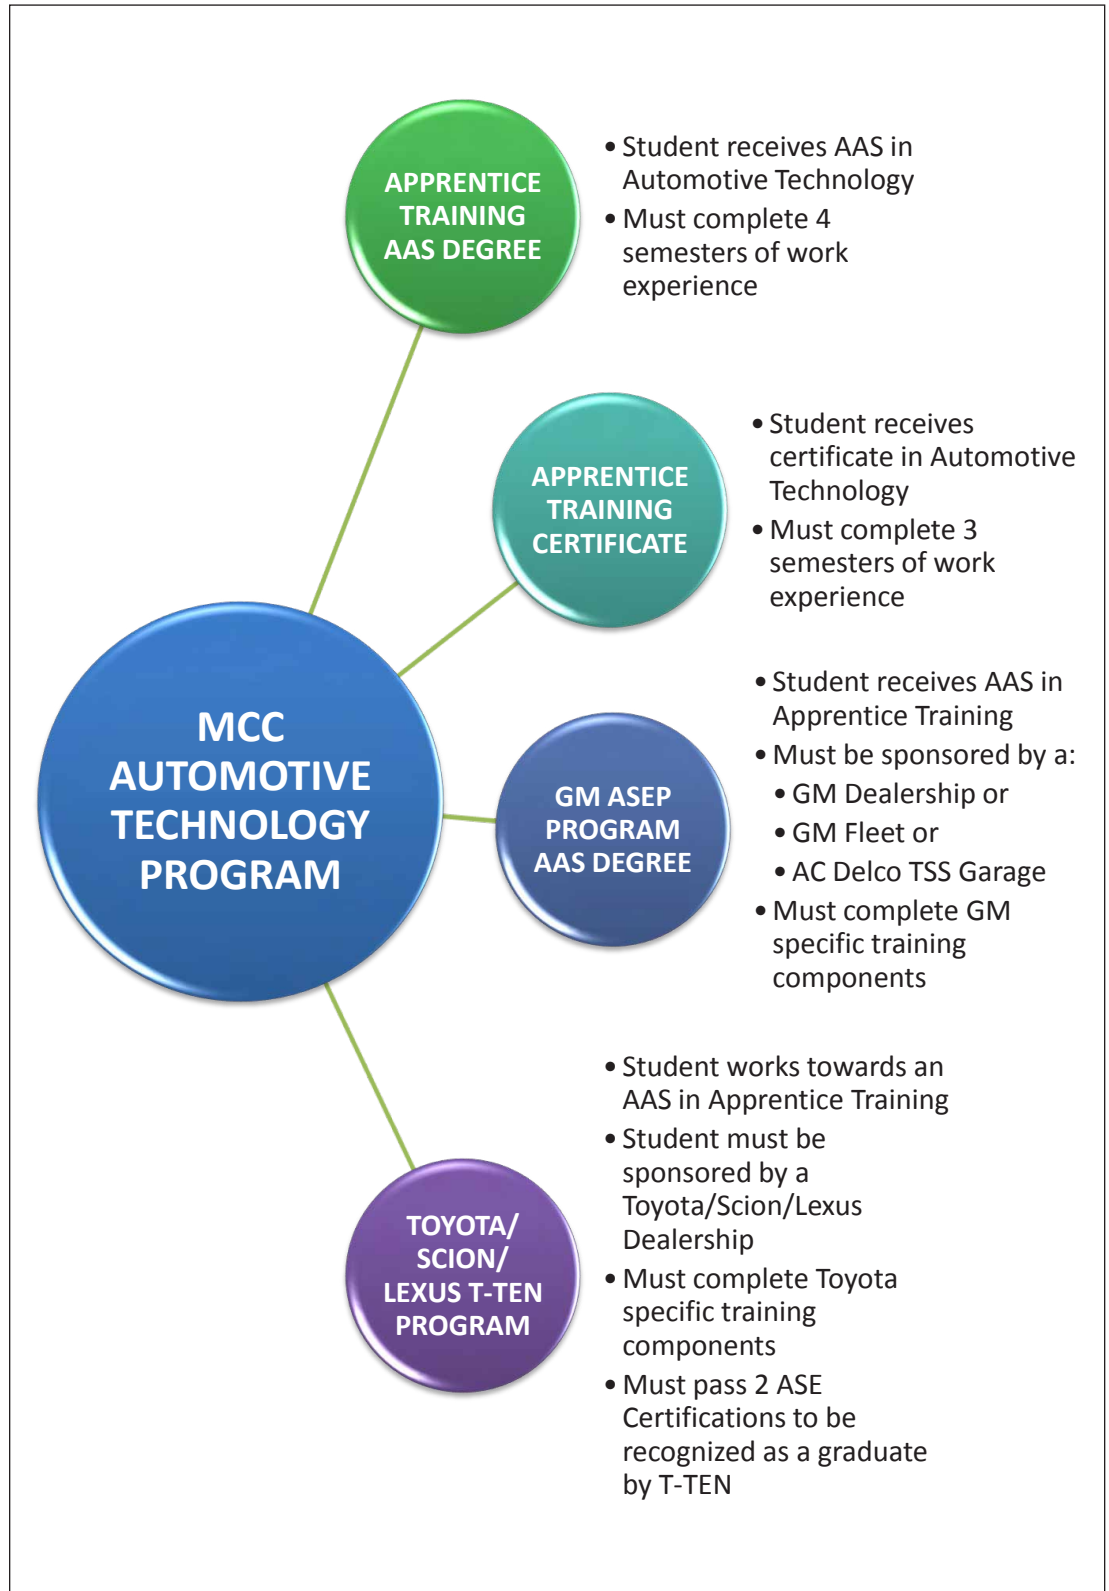 APPRENTICE
TRAINING
AAS DEGREE
• Student receives AAS in
Automotive Technology
• Must complete 4
semesters of work
experience
APPRENTICE
TRAINING
CERTIFICATE
• Student receives
certificate in Automotive
Technology
• Must complete 3
semesters of work
experience
MCC
AUTOMOTIVE
TECHNOLOGY
PROGRAM
GM ASEP
PROGRAM
AAS DEGREE
• Student receives AAS in
Apprentice Training
• Must be sponsored by a:
• GM Dealership or
• GM Fleet or
• AC Delco TSS Garage
• Must complete GM
specific training
components
TOYOTA/
SCION/
LEXUS T-TEN
PROGRAM
• Student works towards an
AAS in Apprentice Training
• Student must be
sponsored by a
Toyota/Scion/Lexus
Dealership
• Must complete Toyota
specific training
components
• Must pass 2 ASE
Certifications to be
recognized as a graduate
by T-TEN